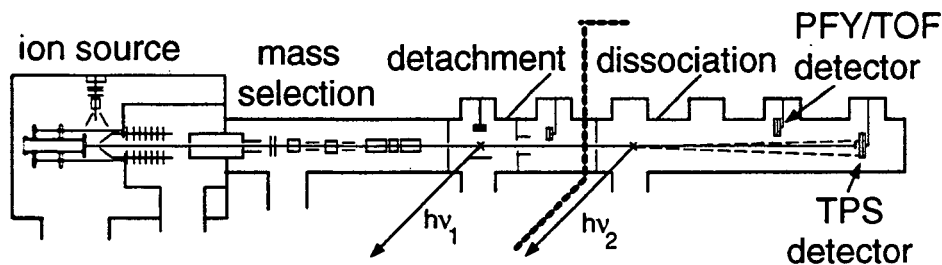 ion source
mass
selection
detachment
dissociation
PFY/TOF
detector
hν₁
hν₂
TPS
detector